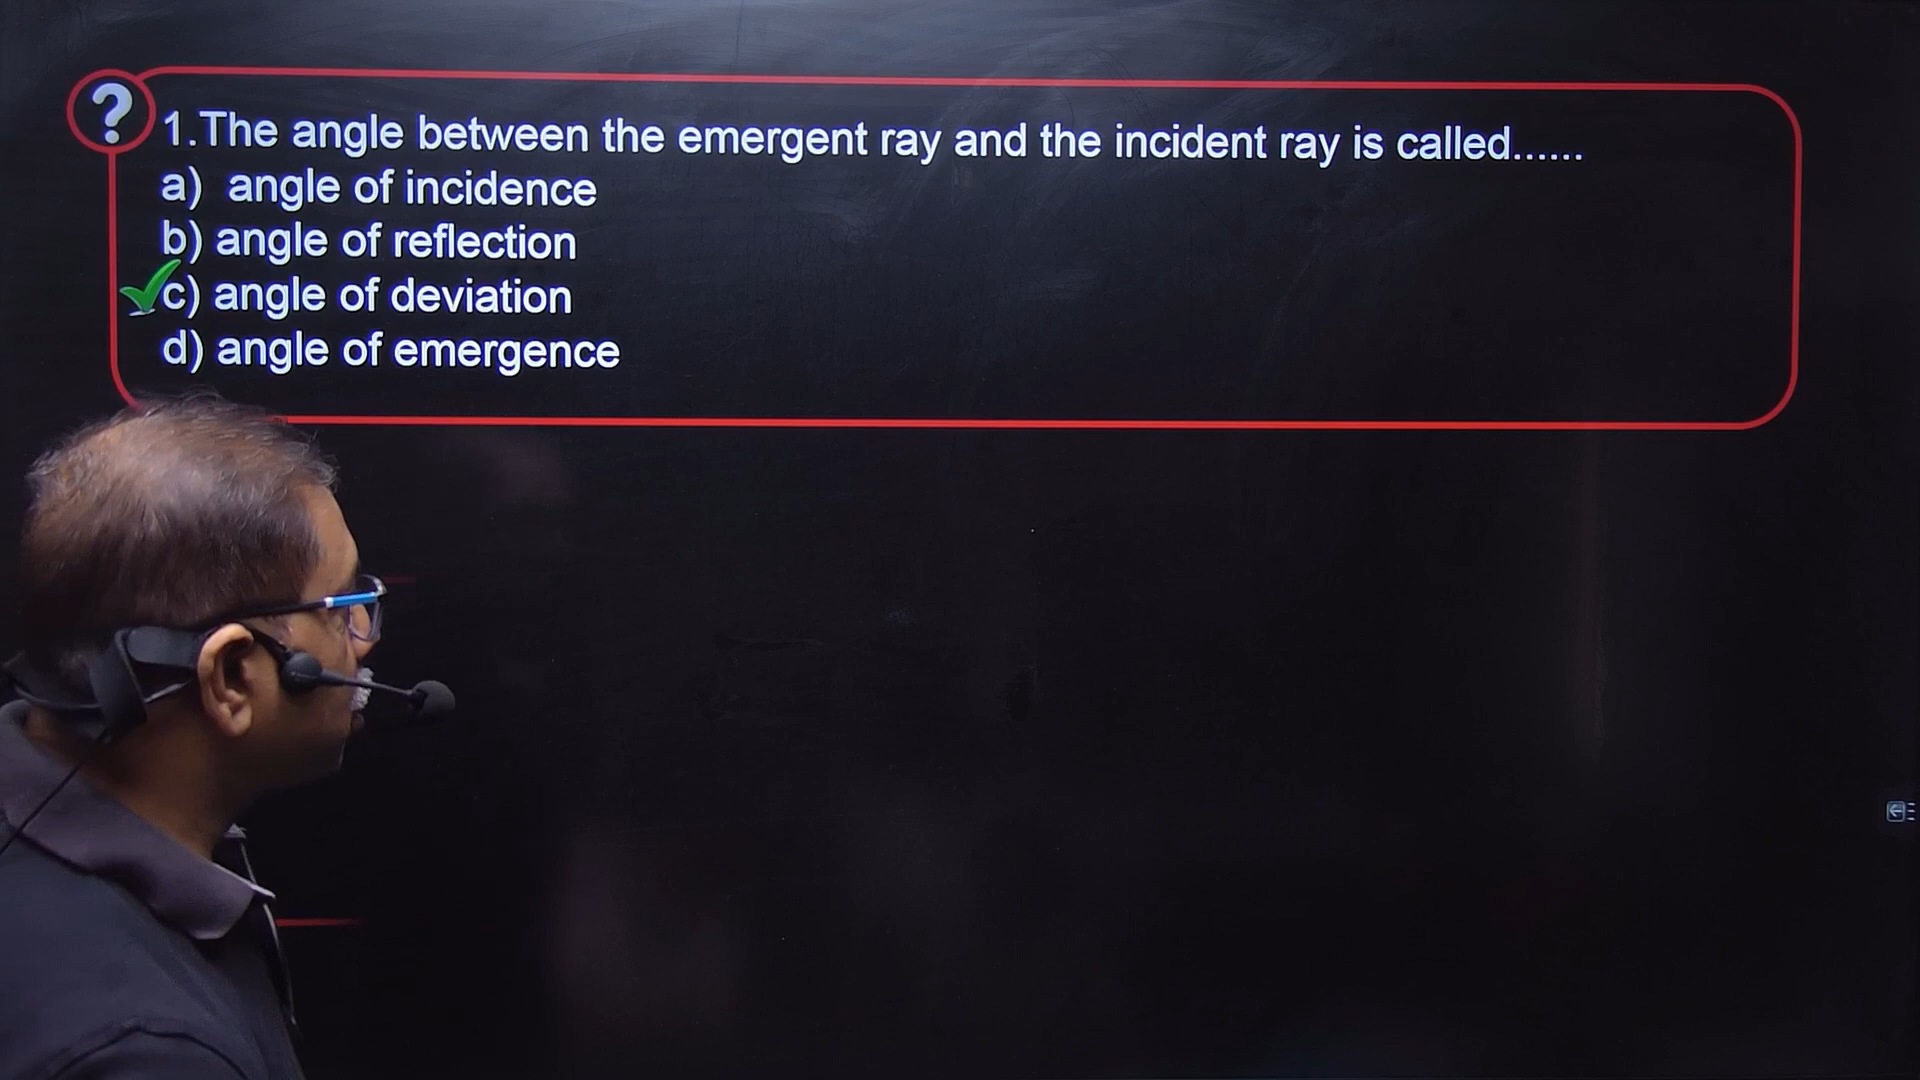 ?
1.The angle between the emergent ray and the incident ray is called......
a) angle of incidence
b) angle of reflection
c) angle of deviation
d) angle of emergence